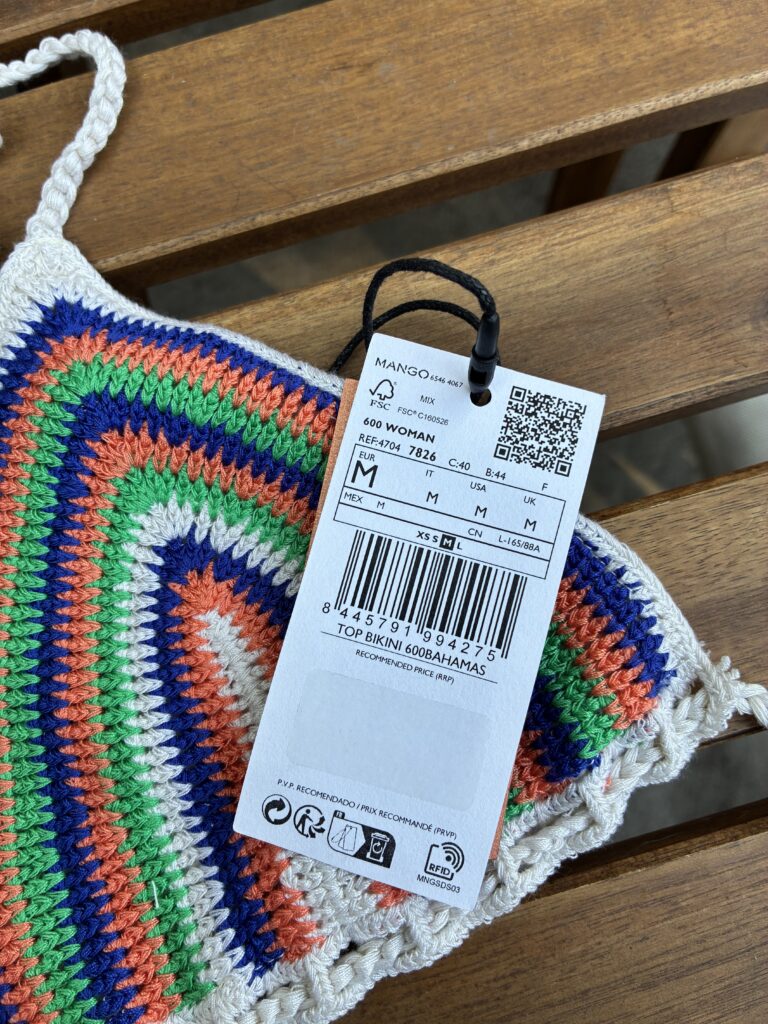 MANGO 6546 4067
FSC
MIX
FSC® C160526
600 WOMAN
REF:4704 7826 C:40 B:44 F
EUR IT USA UK
M M M M
MEX M CN L-165/88A
XS S M L
8 445791 994275
TOP BIKINI 600BAHAMAS
RECOMMENDED PRICE (RRP)
P.V.P. RECOMENDADO / PRIX RECOMMANDÉ (PRVP)
FR
RFID
MNGSDS03